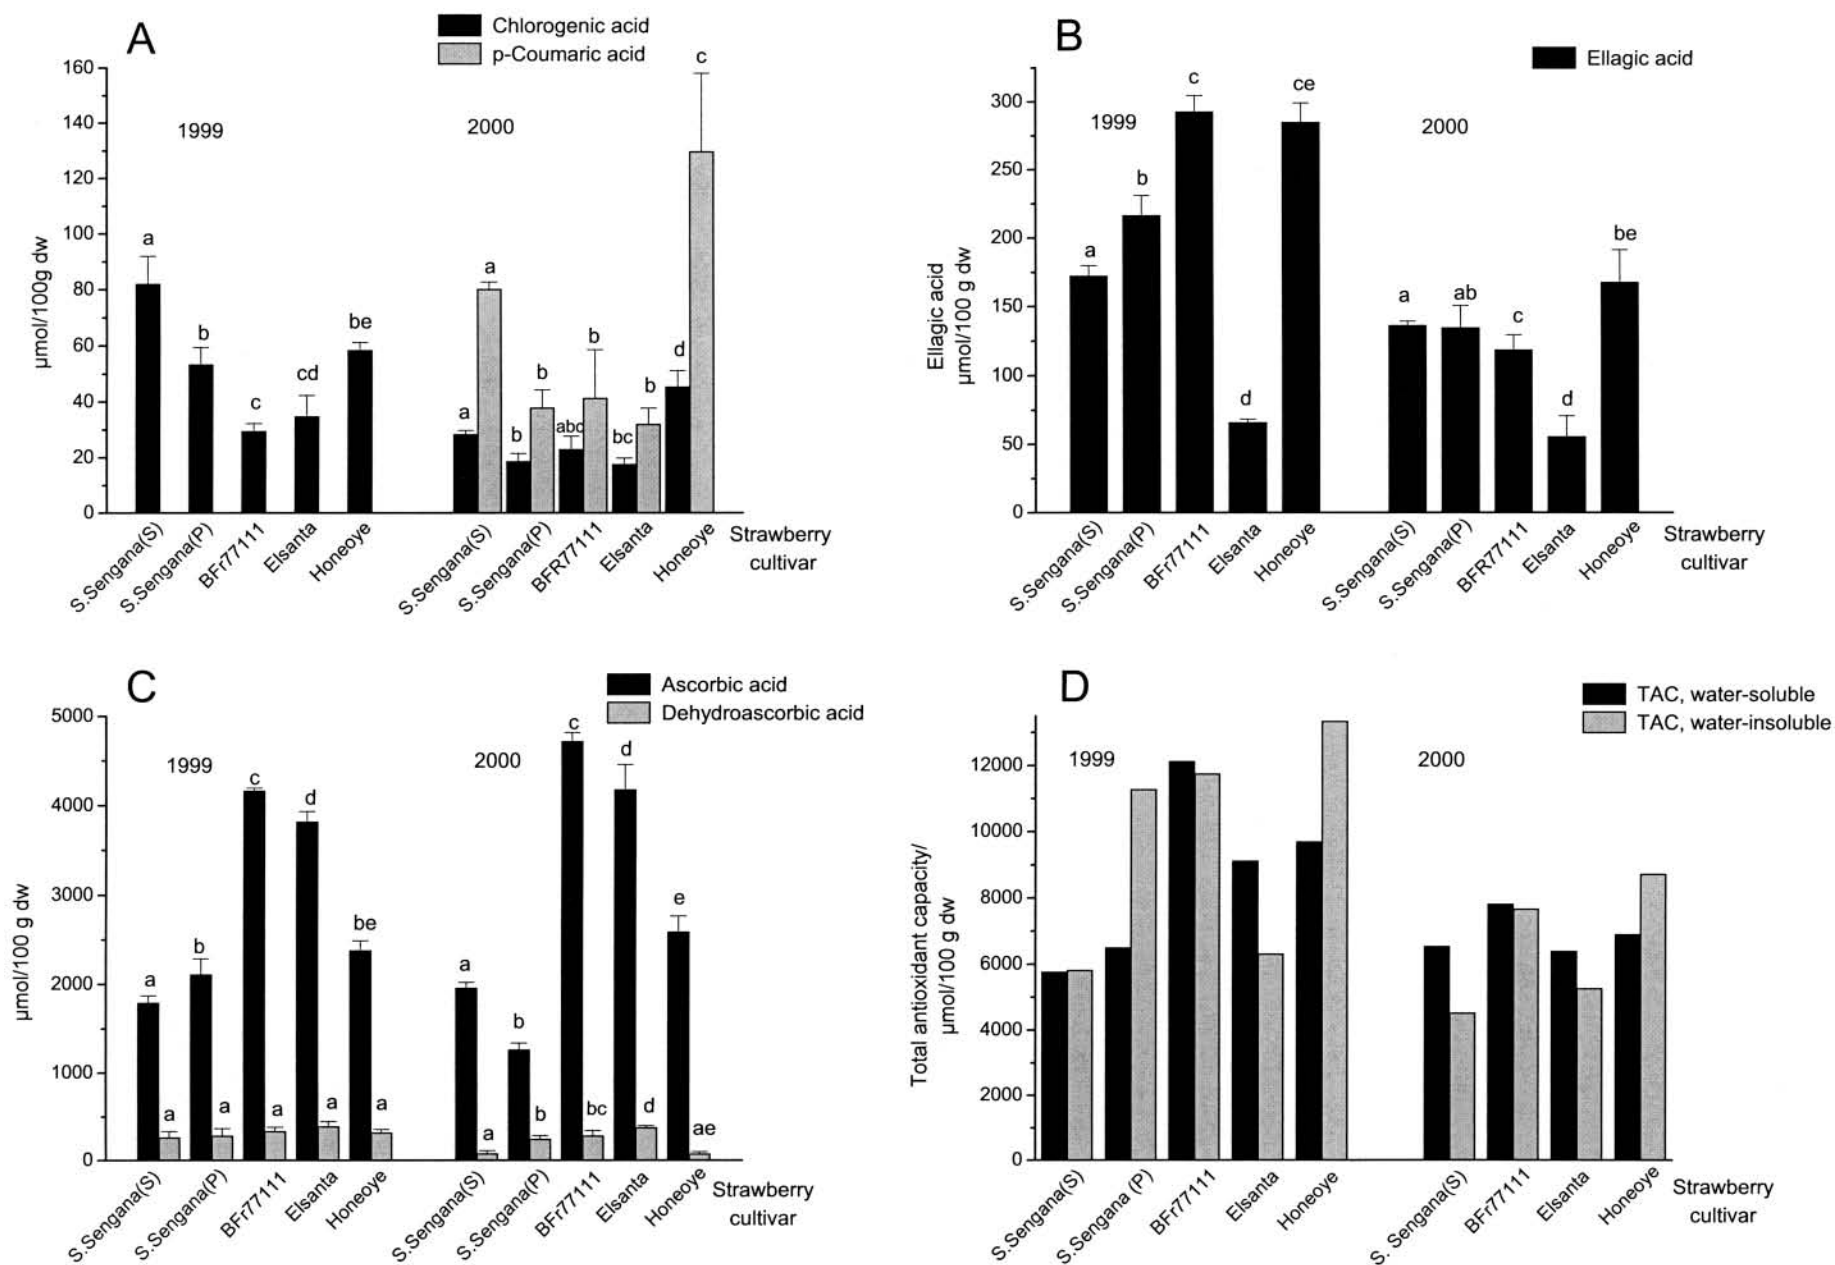 A
Chlorogenic acid
p-Coumaric acid
160
140
120
100
80
60
40
20
0
µmol/100g dw
1999
2000
a
b
c
cd
be
a
a
b
b
abc
b
bc
b
d
c
S.Sengana(S)
S.Sengana(P)
BFr77111
Elsanta
Honeoye
S.Sengana(S)
S.Sengana(P)
BFR77111
Elsanta
Honeoye
Strawberry
cultivar
B
Ellagic acid
300
250
200
150
100
50
0
Ellagic acid
µmol/100 g dw
1999
2000
a
b
c
d
ce
a
ab
c
d
be
S.Sengana(S)
S.Sengana(P)
BFr77111
Elsanta
Honeoye
S.Sengana(S)
S.Sengana(P)
BFR77111
Elsanta
Honeoye
Strawberry
cultivar
C
Ascorbic acid
Dehydroascorbic acid
5000
4000
3000
2000
1000
0
µmol/100 g dw
1999
2000
a
a
b
a
c
a
d
a
be
a
a
a
b
b
c
bc
d
d
e
ae
S.Sengana(S)
S.Sengana(P)
BFr77111
Elsanta
Honeoye
S.Sengana(S)
S.Sengana(P)
BFr77111
Elsanta
Honeoye
Strawberry
cultivar
D
TAC, water-soluble
TAC, water-insoluble
12000
10000
8000
6000
4000
2000
0
Total antioxidant capacity/
µmol/100 g dw
1999
2000
S.Sengana(S)
S.Sengana (P)
BFr77111
Elsanta
Honeoye
S. Sengana(S)
BFr77111
Elsanta
Honeoye
Strawberry
cultivar